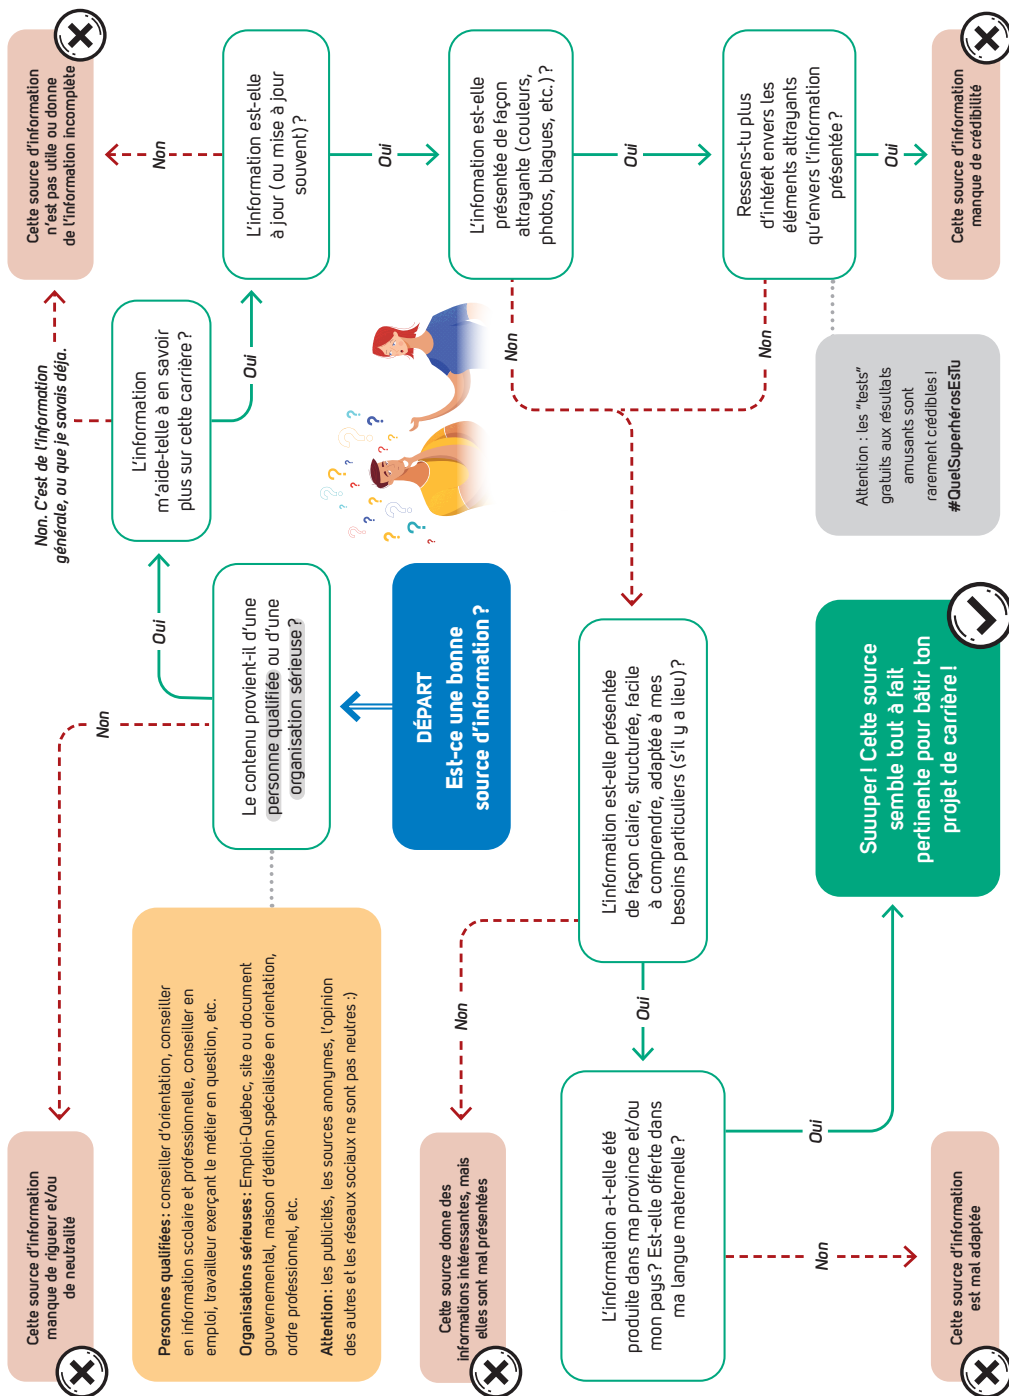 DÉPART
Est-ce une bonne
source d'information ?
Le contenu provient-il d'une
personne qualifiée ou d'une
organisation sérieuse ?
Non
Cette source d'information
manque de rigueur et/ou
de neutralité
Personnes qualifiées : conseiller d'orientation, conseiller
en information scolaire et professionnelle, conseiller en
emploi, travailleur exerçant le métier en question, etc.
Organisations sérieuses : Emploi-Québec, site ou document
gouvernemental, maison d'édition spécialisée en orientation,
ordre professionnel, etc.
Attention : les publicités, les sources anonymes, l'opinion
des autres et les réseaux sociaux ne sont pas neutres :)
Oui
L'information
m'aide-telle à en savoir
plus sur cette carrière ?
Non. C'est de l'information
générale, ou que je savais déja.
Cette source d'information
n'est pas utile ou donne
de l'information incomplète
Oui
L'information est-elle
à jour (ou mise à jour
souvent) ?
Non
Oui
L'infomation est-elle
présentée de façon
attrayante (couleurs,
photos, blagues, etc.) ?
Non
Oui
Ressens-tu plus
d'intérêt envers les
éléments attrayants
qu'envers l'information
présentée ?
Non
Oui
Cette source d'information
manque de crédibilité
Attention : les "tests"
gratuits aux résultats
amusants sont
rarement crédibles !
#QuelSuperhérosEsTu
L'information est-elle présentée
de façon claire, structurée, facile
à comprendre, adaptée à mes
besoins particuliers (s'il y a lieu) ?
Non
Cette source donne des
informations intéressantes, mais
elles sont mal présentées
Oui
L'information a-t-elle été
produite dans ma province et/ou
mon pays ? Est-elle offerte dans
ma langue maternelle ?
Non
Cette source d'information
est mal adaptée
Oui
Suuuper ! Cette source
semble tout à fait
pertinente pour bâtir ton
projet de carrière !
? ? ? ? ? ? ? ? ? ? ? ? ? ? ? ?